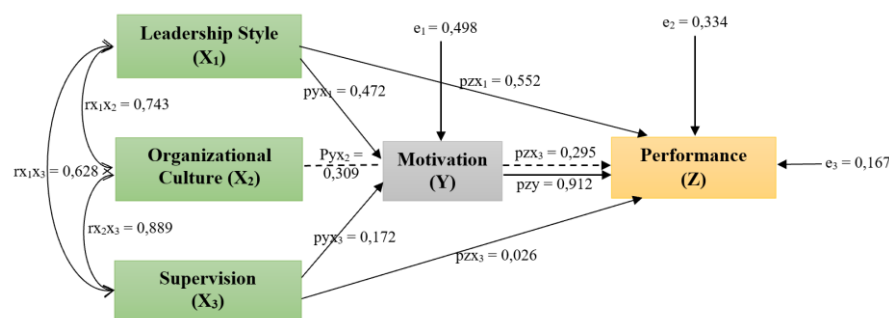 e₁ = 0,498
e₂ = 0,334
Leadership Style
(X₁)
pzx₁ = 0,552
pyx₁ = 0,472
rx₁x₂ = 0,743
Organizational
Culture (X₂)
Pyx₂ =
0,309
Motivation
(Y)
pzx₃ = 0,295
pzy = 0,912
Performance
(Z)
e₃ = 0,167
rx₁x₃ = 0,628
rx₂x₃ = 0,889
pyx₃ = 0,172
pzx₃ = 0,026
Supervision
(X₃)